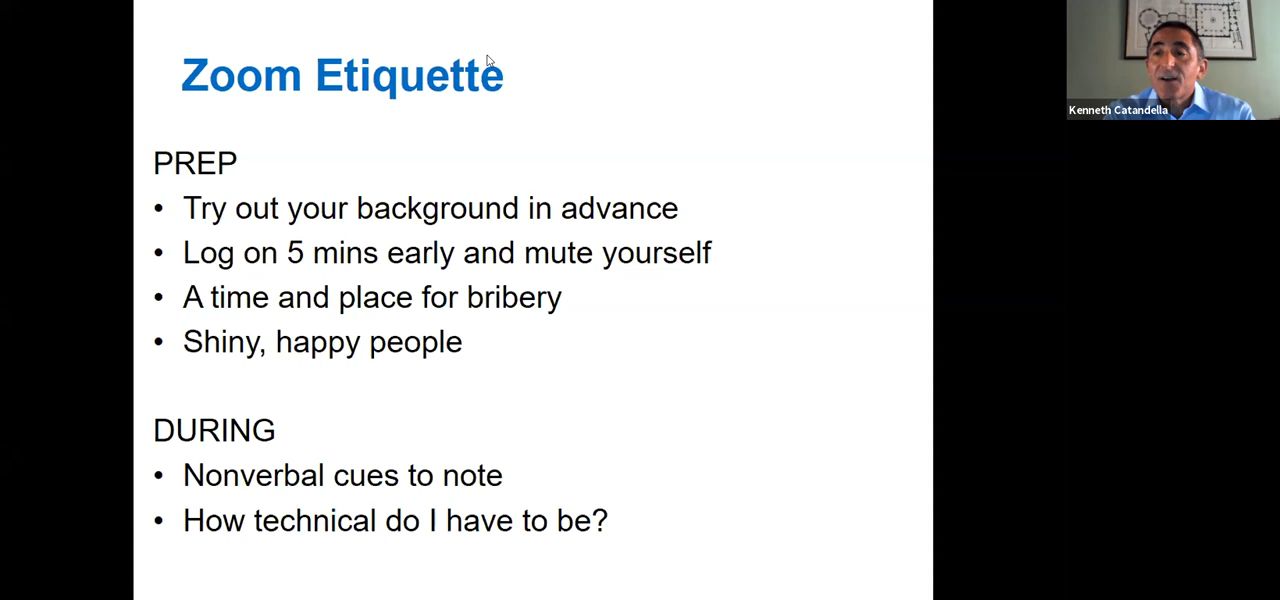 Zoom Etiquette
PREP
• Try out your background in advance
• Log on 5 mins early and mute yourself
• A time and place for bribery
• Shiny, happy people
DURING
• Nonverbal cues to note
• How technical do I have to be?
Kenneth Catandella